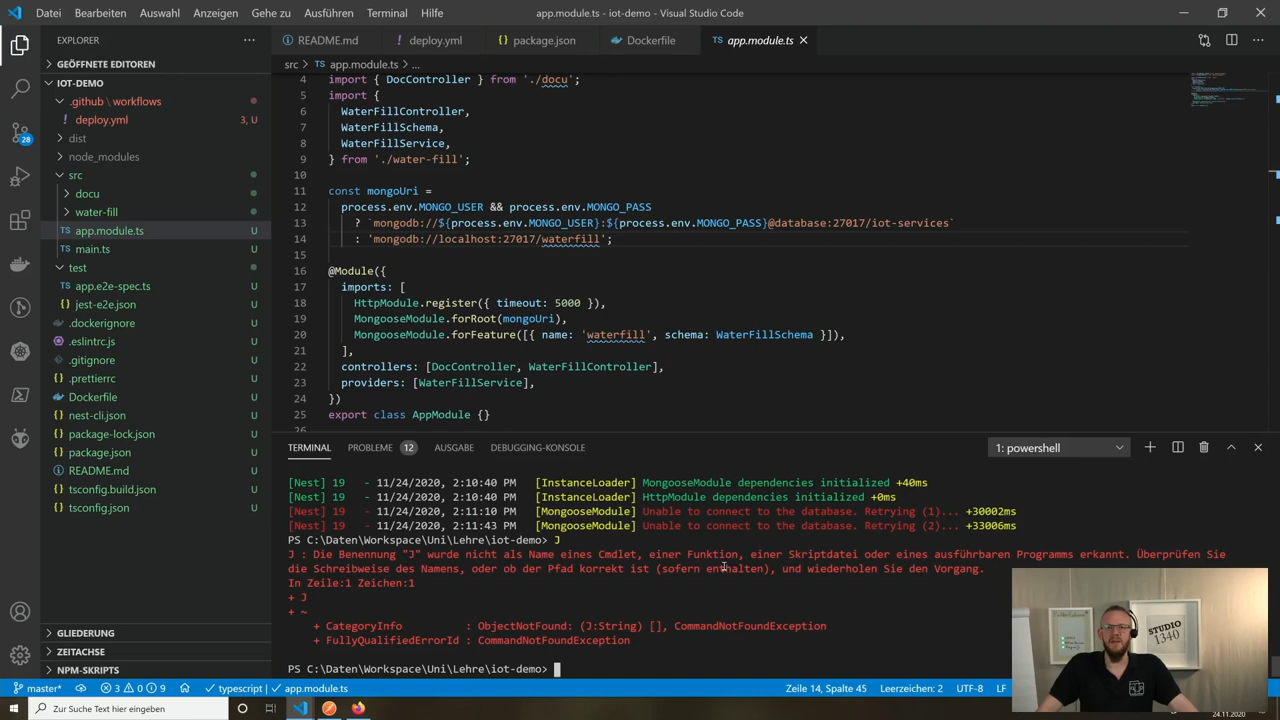 Datei Bearbeiten Auswahl Anzeigen Gehe zu Ausführen Terminal Hilfe app.module.ts - iot-demo - Visual Studio Code
EXPLORER
README.md deploy.yml package.json Dockerfile app.module.ts
GEÖFFNETE EDITOREN
src app.module.ts ...
IOT-DEMO
.github \ workflows
deploy.yml 3, U
dist
node_modules
src
docu
water-fill
app.module.ts U
main.ts U
test
app.e2e-spec.ts U
jest-e2e.json U
.dockerignore U
.eslintrc.js U
.gitignore U
.prettierrc U
Dockerfile U
nest-cli.json U
package-lock.json U
package.json U
README.md U
tsconfig.build.json U
tsconfig.json U
GLIEDERUNG
ZEITACHSE
NPM-SKRIPTS
28
4 import { DocController } from './docu';
5 import {
6 WaterFillController,
7 WaterFillSchema,
8 WaterFillService,
9 } from './water-fill';
10
11 const mongoUri =
12 process.env.MONGO_USER && process.env.MONGO_PASS
13 ? `mongodb://${process.env.MONGO_USER}:${process.env.MONGO_PASS}@database:27017/iot-services`
14 : 'mongodb://localhost:27017/waterfill';
15
16 @Module({
17 imports: [
18 HttpModule.register({ timeout: 5000 }),
19 MongooseModule.forRoot(mongoUri),
20 MongooseModule.forFeature([{ name: 'waterfill', schema: WaterFillSchema }]),
21 ],
22 controllers: [DocController, WaterFillController],
23 providers: [WaterFillService],
24 })
25 export class AppModule {}
26
TERMINAL PROBLEME 12 AUSGABE DEBUGGING-KONSOLE 1: powershell
[Nest] 19 - 11/24/2020, 2:10:40 PM [InstanceLoader] MongooseModule dependencies initialized +40ms
[Nest] 19 - 11/24/2020, 2:10:40 PM [InstanceLoader] HttpModule dependencies initialized +0ms
[Nest] 19 - 11/24/2020, 2:11:10 PM [MongooseModule] Unable to connect to the database. Retrying (1)... +30002ms
[Nest] 19 - 11/24/2020, 2:11:43 PM [MongooseModule] Unable to connect to the database. Retrying (2)... +33006ms
PS C:\Daten\Workspace\Uni\Lehre\iot-demo> J
J : Die Benennung "J" wurde nicht als Name eines Cmdlet, einer Funktion, einer Skriptdatei oder eines ausführbaren Programms erkannt. Überprüfen Sie
die Schreibweise des Namens, oder ob der Pfad korrekt ist (sofern enthalten), und wiederholen Sie den Vorgang.
In Zeile:1 Zeichen:1
+ J
+ ~
+ CategoryInfo : ObjectNotFound: (J:String) [], CommandNotFoundException
+ FullyQualifiedErrorId : CommandNotFoundException
PS C:\Daten\Workspace\Uni\Lehre\iot-demo>
STUDIO
1340
master* 3 0 9 typescript | app.module.ts Zeile 14, Spalte 45 Leerzeichen: 2 UTF-8 LF
Zur Suche Text hier eingeben
24.11.2020